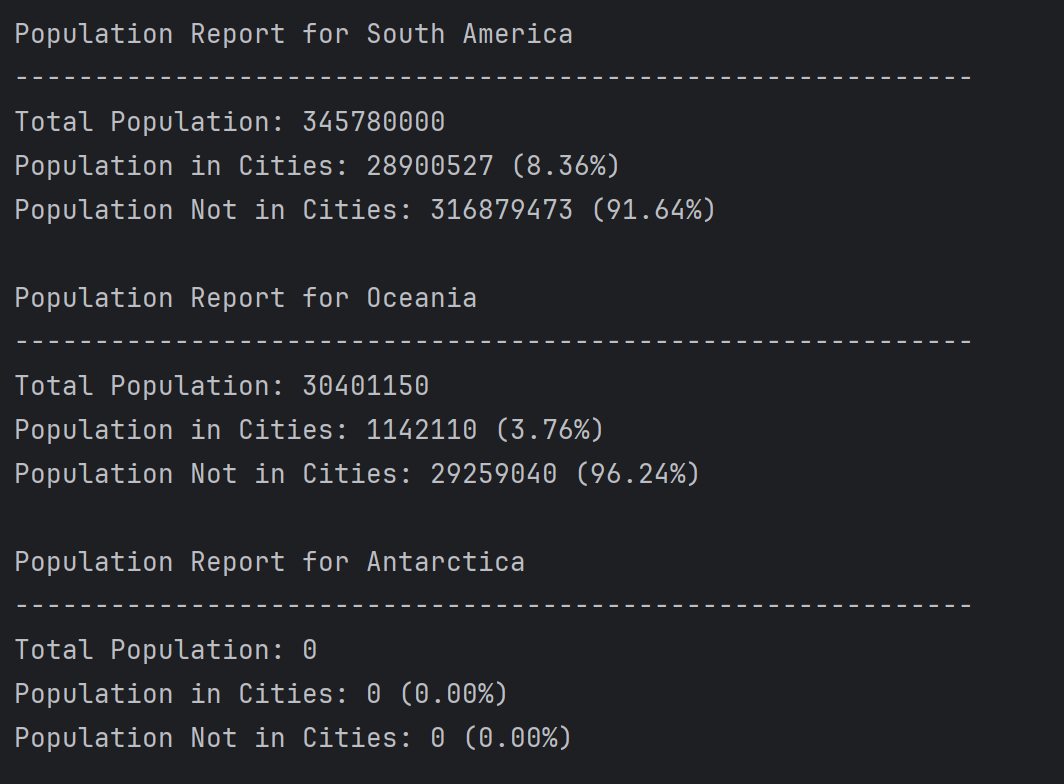 Population Report for South America
------------------------------------------------------------
Total Population: 345780000
Population in Cities: 28900527 (8.36%)
Population Not in Cities: 316879473 (91.64%)
Population Report for Oceania
------------------------------------------------------------
Total Population: 30401150
Population in Cities: 1142110 (3.76%)
Population Not in Cities: 29259040 (96.24%)
Population Report for Antarctica
------------------------------------------------------------
Total Population: 0
Population in Cities: 0 (0.00%)
Population Not in Cities: 0 (0.00%)